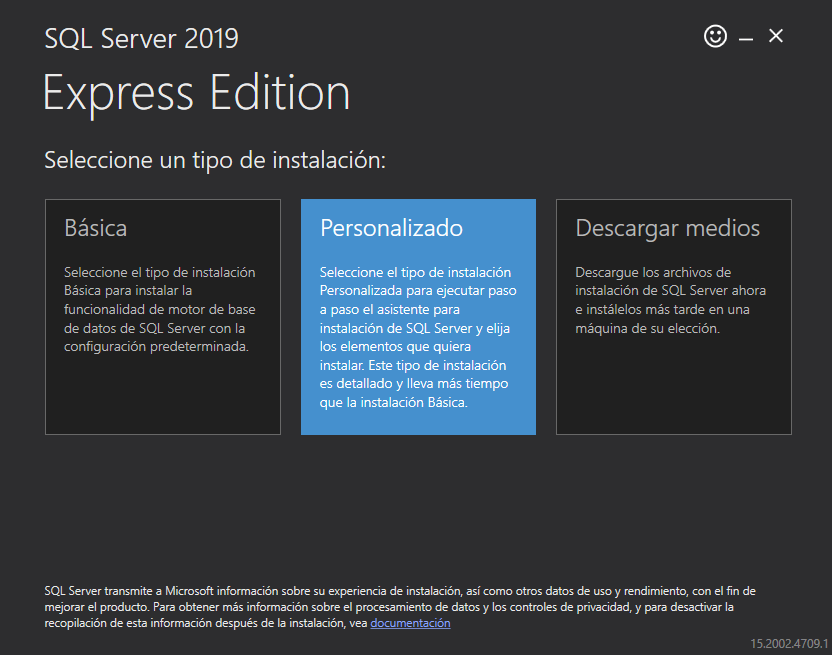 SQL Server 2019
Express Edition
Seleccione un tipo de instalación:
Básica
Seleccione el tipo de instalación
Básica para instalar la
funcionalidad de motor de base
de datos de SQL Server con la
configuración predeterminada.
Personalizado
Seleccione el tipo de instalación
Personalizada para ejecutar paso
a paso el asistente para
instalación de SQL Server y elija
los elementos que quiera
instalar. Este tipo de instalación
es detallado y lleva más tiempo
que la instalación Básica.
Descargar medios
Descargue los archivos de
instalación de SQL Server ahora
e instálelos más tarde en una
máquina de su elección.
SQL Server transmite a Microsoft información sobre su experiencia de instalación, así como otros datos de uso y rendimiento, con el fin de
mejorar el producto. Para obtener más información sobre el procesamiento de datos y los controles de privacidad, y para desactivar la
recopilación de esta información después de la instalación, vea documentación
15.2002.4709.1